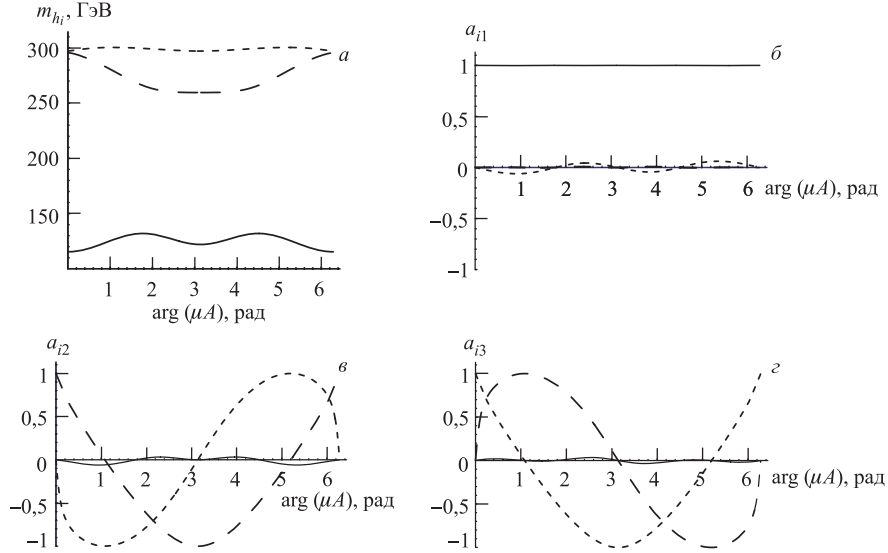 m_{h_i}, ГэВ
300
a
250
200
150
1 2 3 4 5 6
arg (μA), рад
a_{i1}
б
1
0,5
0
1 2 3 4 5 6 arg (μA), рад
−0,5
−1
a_{i2}
в
1
0,5
0
1 2 3 4 5 6
arg (μA), рад
−0,5
−1
a_{i3}
г
1
0,5
0
1 2 3 4 5 6
arg (μA), рад
−0,5
−1